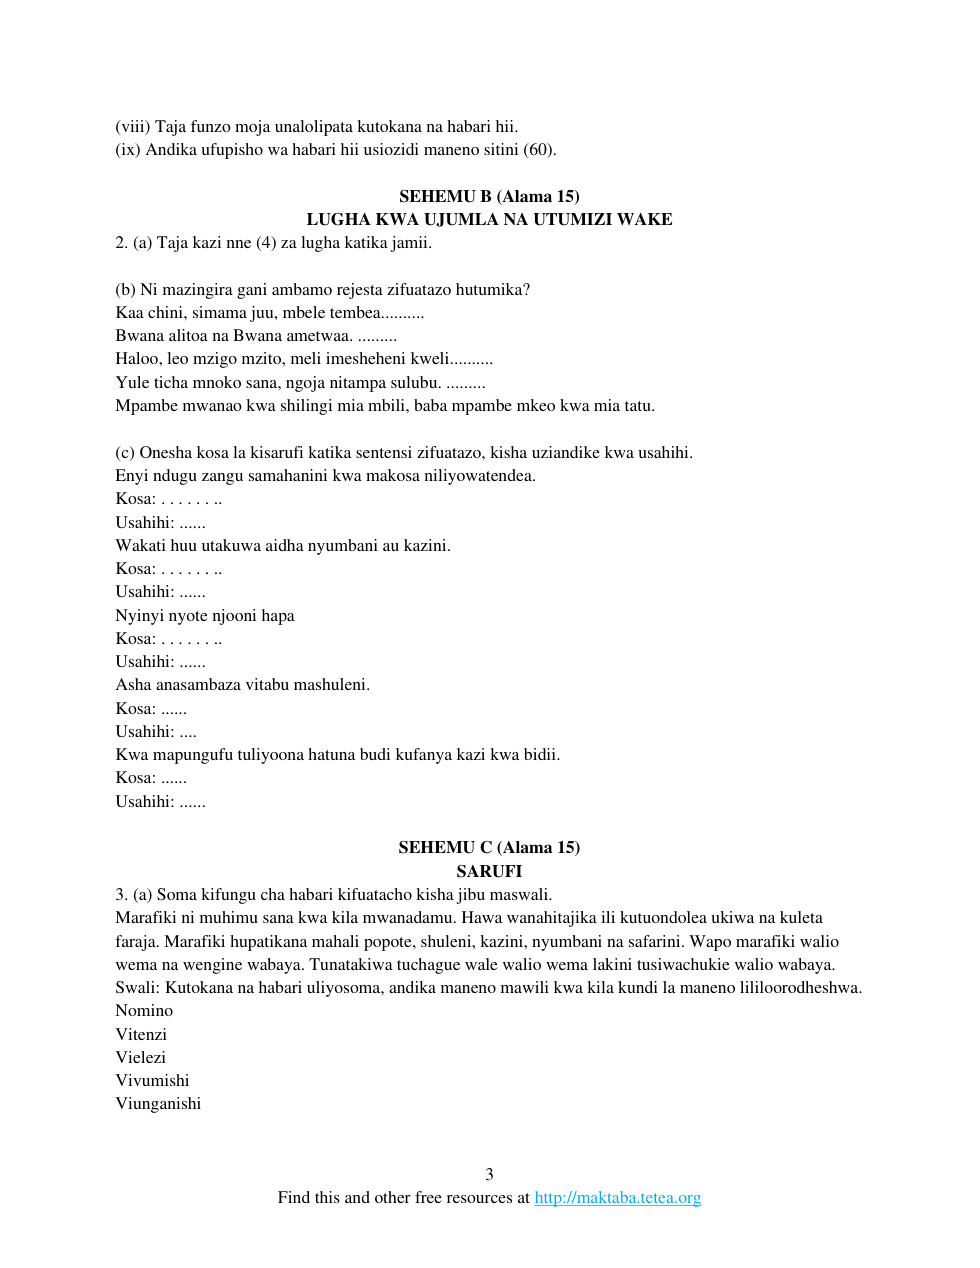 (viii) Taja funzo moja unalolipata kutokana na habari hii.
(ix) Andika ufupisho wa habari hii usiozidi maneno sitini (60).
SEHEMU B (Alama 15)
LUGHA KWA UJUMLA NA UTUMIZI WAKE
2. (a) Taja kazi nne (4) za lugha katika jamii.
(b) Ni mazingira gani ambamo rejesta zifuatazo hutumika?
Kaa chini, simama juu, mbele tembea..........
Bwana alitoa na Bwana ametwaa. .........
Haloo, leo mzigo mzito, meli imesheheni kweli..........
Yule ticha mnoko sana, ngoja nitampa sulubu. .........
Mpambe mwanao kwa shilingi mia mbili, baba mpambe mkeo kwa mia tatu.
(c) Onesha kosa la kisarufi katika sentensi zifuatazo, kisha uziandike kwa usahihi.
Enyi ndugu zangu samahanini kwa makosa niliyowatendea.
Kosa: . . . . . . ..
Usahihi: ......
Wakati huu utakuwa aidha nyumbani au kazini.
Kosa: . . . . . . ..
Usahihi: ......
Nyinyi nyote njooni hapa
Kosa: . . . . . . ..
Usahihi: ......
Asha anasambaza vitabu mashuleni.
Kosa: ......
Usahihi: ....
Kwa mapungufu tuliyoona hatuna budi kufanya kazi kwa bidii.
Kosa: ......
Usahihi: ......
SEHEMU C (Alama 15)
SARUFI
3. (a) Soma kifungu cha habari kifuatacho kisha jibu maswali.
Marafiki ni muhimu sana kwa kila mwanadamu. Hawa wanahitajika ili kutuondolea ukiwa na kuleta
faraja. Marafiki hupatikana mahali popote, shuleni, kazini, nyumbani na safarini. Wapo marafiki walio
wema na wengine wabaya. Tunatakiwa tuchague wale walio wema lakini tusiwachukie walio wabaya.
Swali: Kutokana na habari uliyosoma, andika maneno mawili kwa kila kundi la maneno lililoorodheshwa.
Nomino
Vitenzi
Vielezi
Vivumishi
Viunganishi
3
Find this and other free resources at http://maktaba.tetea.org